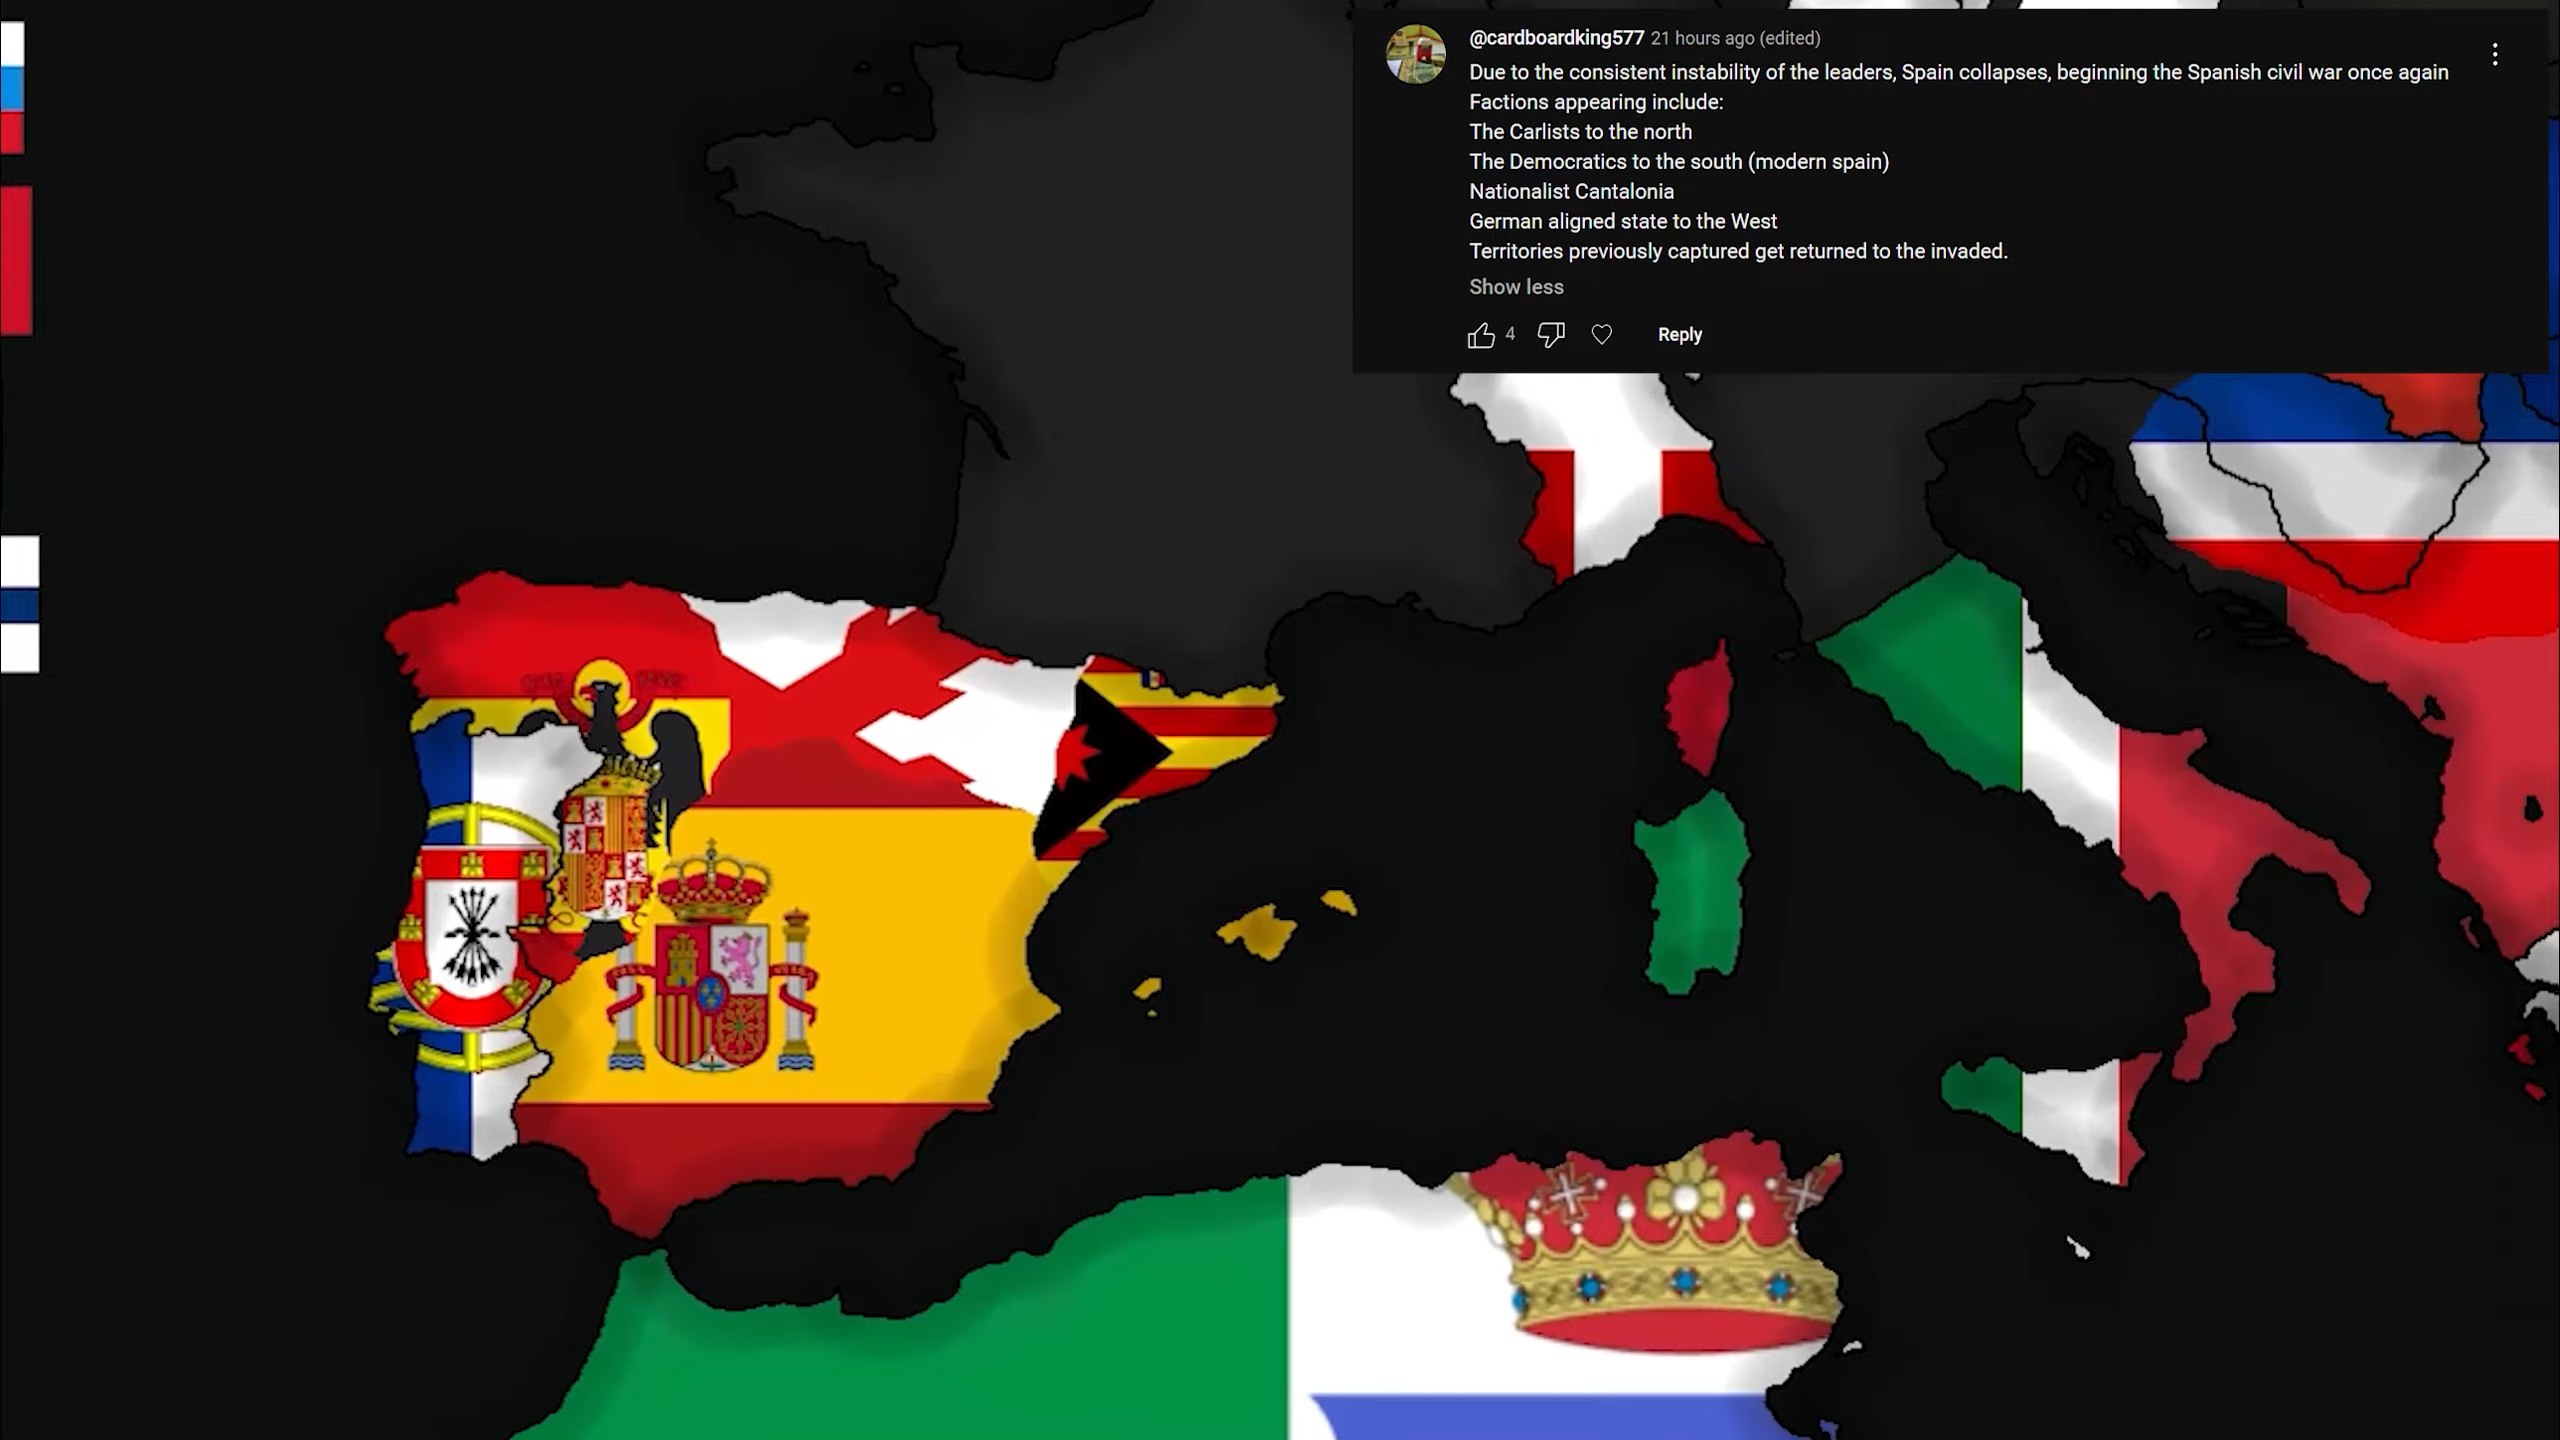 @cardboardking577 21 hours ago (edited)
Due to the consistent instability of the leaders, Spain collapses, beginning the Spanish civil war once again
Factions appearing include:
The Carlists to the north
The Democratics to the south (modern spain)
Nationalist Cantalonia
German aligned state to the West
Territories previously captured get returned to the invaded.
Show less
4 Reply